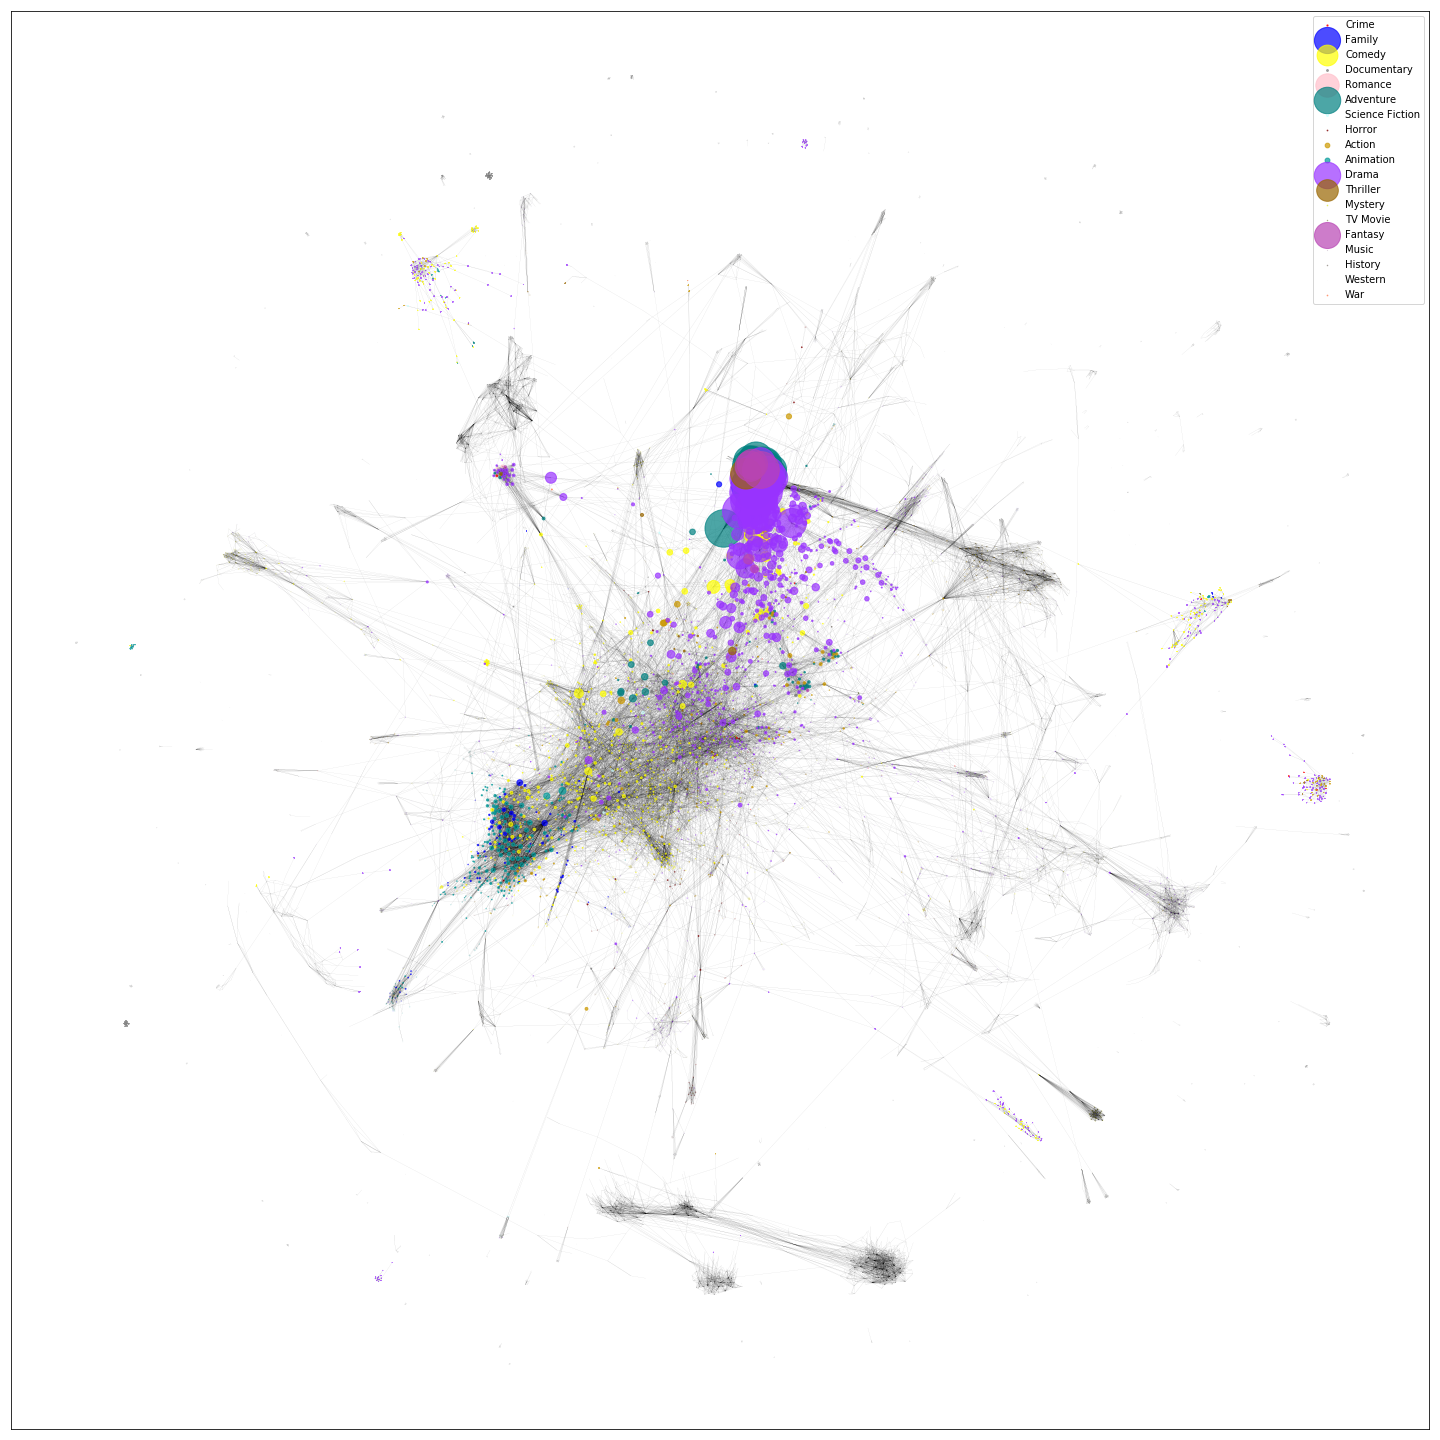 Crime
Family
Comedy
Documentary
Romance
Adventure
Science Fiction
Horror
Action
Animation
Drama
Thriller
Mystery
TV Movie
Fantasy
Music
History
Western
War